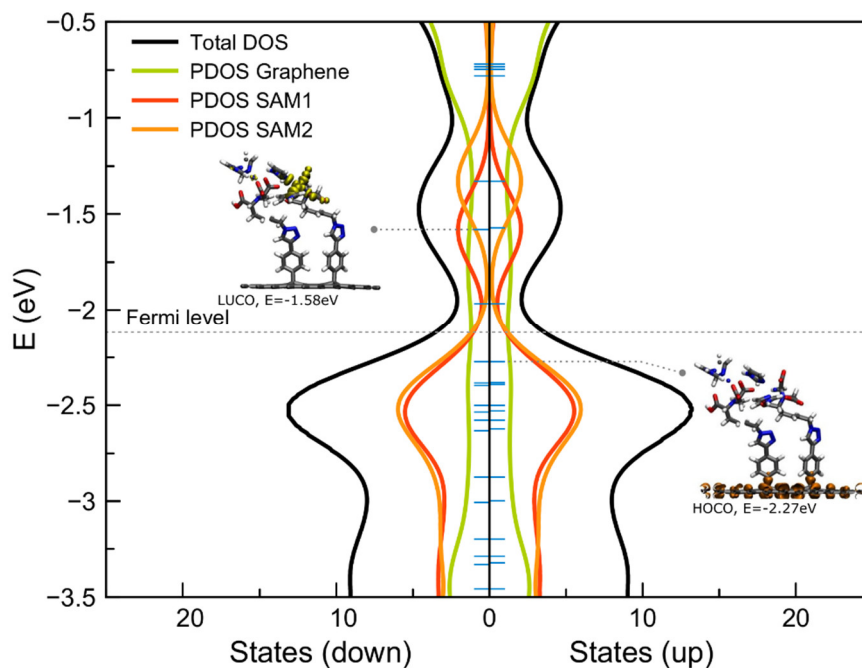 Total DOS
PDOS Graphene
PDOS SAM1
PDOS SAM2
LUCO, E=-1.58eV
Fermi level
HOCO, E=-2.27eV
E (eV)
−0.5
−1
−1.5
−2
−2.5
−3
−3.5
20 10 0 10 20
States (down) States (up)